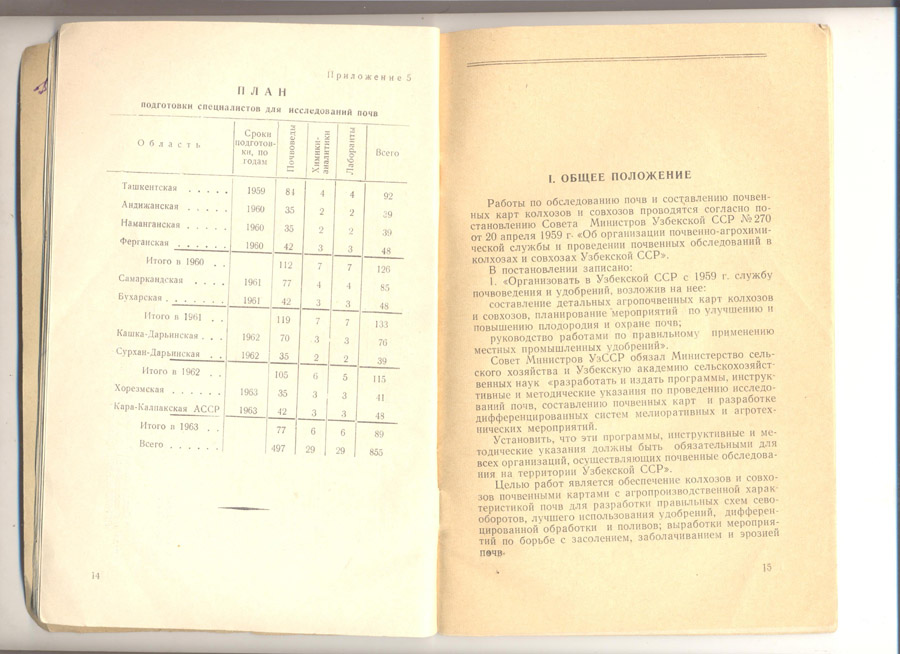 Приложение 5
ПЛАН
подготовки специалистов для исследований почв
Область Сроки подготов-ки, по годам Почвоведы Химики-аналитики Лаборанты Всего
Ташкентская . . . . . 1959 84 4 4 92
Андижанская . . . . . 1960 35 2 2 39
Наманганская . . . . . 1960 35 2 2 39
Ферганская . . . . . . 1960 42 3 3 48
Итого в 1960 . . 112 7 7 126
Самаркандская . . . . 1961 77 4 4 85
Бухарская . . . . . . . 1961 42 3 3 48
Итого в 1961 . . 119 7 7 133
Кашка-Дарьинская . . . 1962 70 3 3 76
Сурхан-Дарьинская . . 1962 35 2 2 39
Итого в 1962 . . 105 6 5 115
Хорезмская . . . . . . 1963 35 3 3 41
Кара-Калпакская АССР 1963 42 3 3 48
Итого в 1963 . . 77 6 6 89
Всего . . . . . . 497 29 29 855
14
I. ОБЩЕЕ ПОЛОЖЕНИЕ
Работы по обследованию почв и составлению почвен-
ных карт колхозов и совхозов проводятся согласно по-
становлению Совета Министров Узбекской ССР № 270
от 20 апреля 1959 г. «Об организации почвенно-агрохими-
ческой службы и проведении почвенных обследований в
колхозах и совхозах Узбекской ССР».
В постановлении записано:
1. «Организовать в Узбекской ССР с 1959 г. службу
почвоведения и удобрений, возложив на нее:
составление детальных агропочвенных карт колхозов
и совхозов, планирование мероприятий по улучшению и
повышению плодородия и охране почв;
руководство работами по правильному применению
местных промышленных удобрений».
Совет Министров УзССР обязал Министерство сель-
ского хозяйства и Узбекскую академию сельскохозяйст-
венных наук «разработать и издать программы, инструк-
тивные и методические указания по проведению исследо-
ваний почв, составлению почвенных карт и разработке
дифференцированных систем мелиоративных и агротех-
нических мероприятий.
Установить, что эти программы, инструктивные и ме-
тодические указания должны быть обязательными для
всех организаций, осуществляющих почвенные обследова-
ния на территории Узбекской ССР».
Целью работ является обеспечение колхозов и совхо-
зов почвенными картами с агропроизводственной харак-
теристикой почв для разработки правильных схем сево-
оборотов, лучшего использования удобрений, дифферен-
цированной обработки и поливов; выработки мероприя-
тий по борьбе с засолением, заболачиванием и эрозией
почв.
15